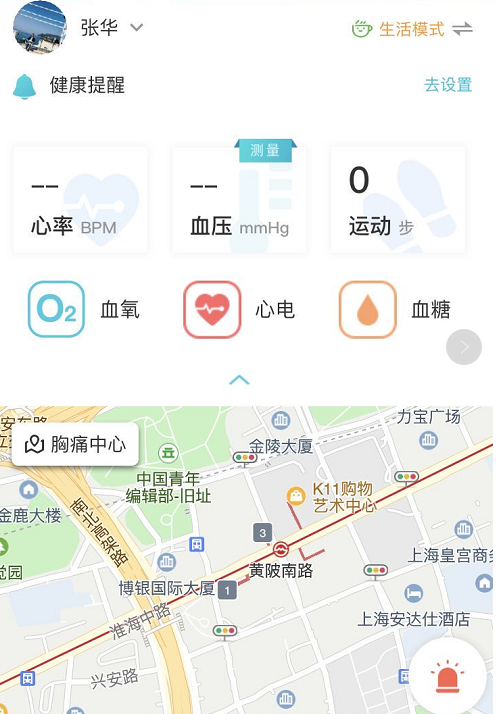 张华
生活模式
健康提醒
去设置
测量
--
--
0
心率 BPM
血压 mmHg
运动 步
O2
血氧
心电
血糖
力宝广场
胸痛中心
金陵大厦
中国青年
编辑部-旧址
K11购物
艺术中心
金鹿大楼
南北高架路
3
黄陂南路
上海皇宫商务
觉园
博银国际大厦
1
淮海中路
上海安达仕酒店
兴安路